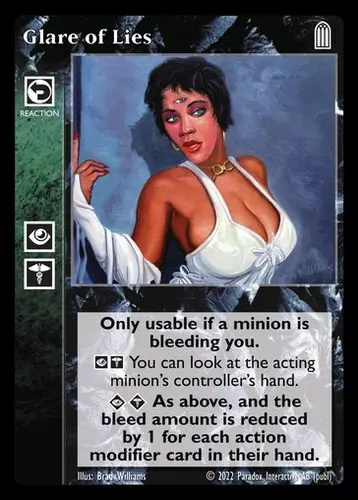 Glare of Lies
REACTION
Only usable if a minion is
bleeding you.
You can look at the acting
minion's controller's hand.
As above, and the
bleed amount is reduced
by 1 for each action
modifier card in their hand.
Illus: Brad Williams © 2022 Paradox Interactive AB (publ)